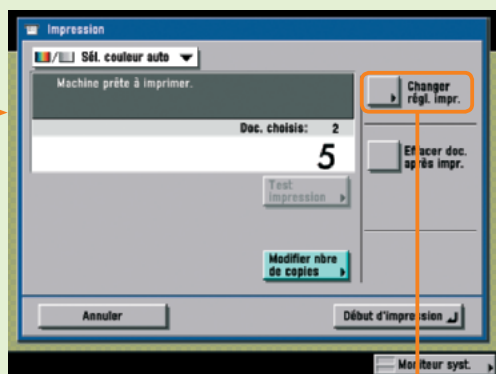 Impression
Sél. couleur auto
Machine prête à imprimer.
Doc. choisis: 2
5
Test
impression
Modifier nbre
de copies
Changer
régl. impr.
Effacer doc.
après impr.
Annuler
Début d'impression
Moniteur syst.